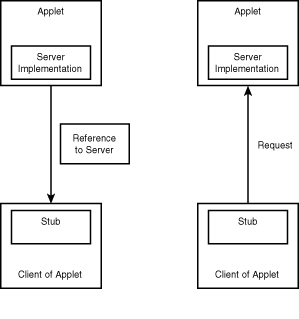 Applet
Server
Implementation
Reference
to Server
Stub
Client of Applet
Applet
Server
Implementation
Request
Stub
Client of Applet